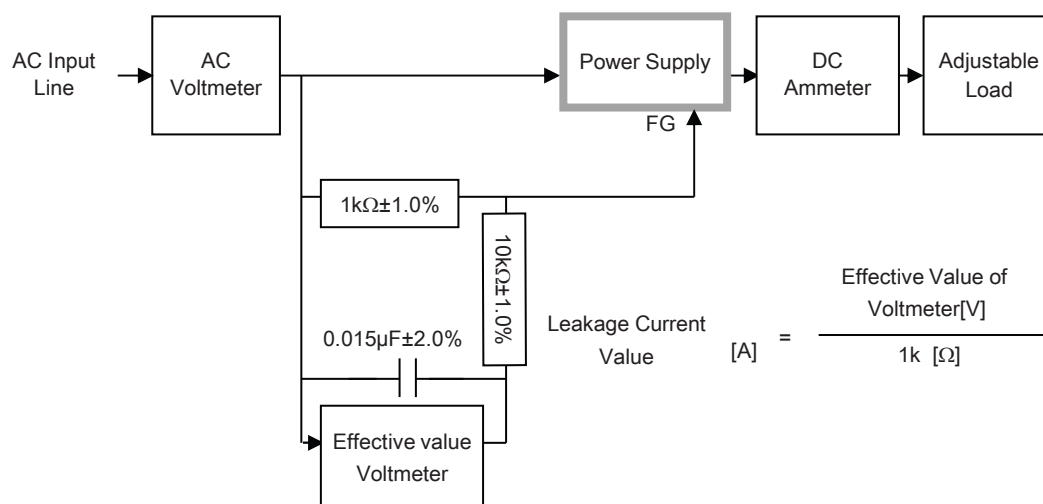 AC Input
Line
AC
Voltmeter
Power Supply
DC
Ammeter
Adjustable
Load
FG
1kΩ±1.0%
10kΩ±1.0%
0.015µF±2.0%
Effective value
Voltmeter
Leakage Current
Value
[A] =
Effective Value of
Voltmeter[V]
1k [Ω]